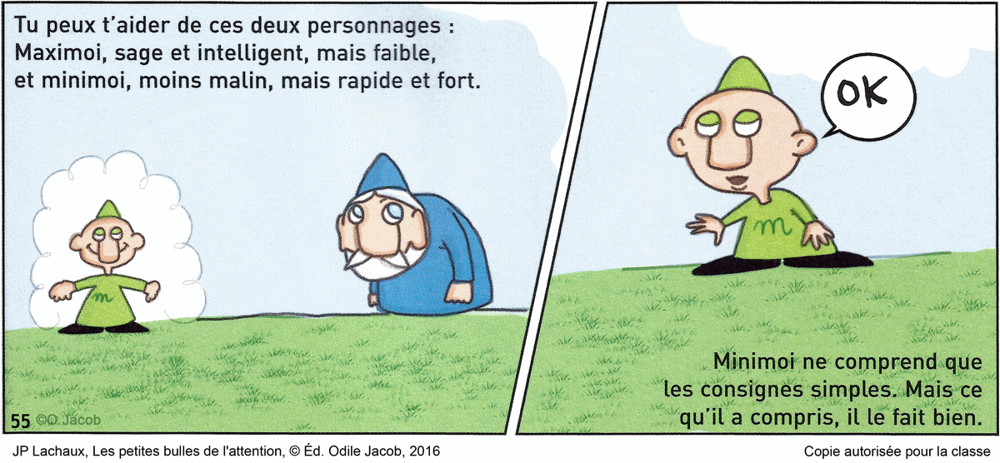 Tu peux t'aider de ces deux personnages :
Maximoi, sage et intelligent, mais faible,
et minimoi, moins malin, mais rapide et fort.
m
55 ©O.Jacob
OK
m
Minimoi ne comprend que
les consignes simples. Mais ce
qu'il a compris, il le fait bien.
JP Lachaux, Les petites bulles de l'attention, © Éd. Odile Jacob, 2016
Copie autorisée pour la classe